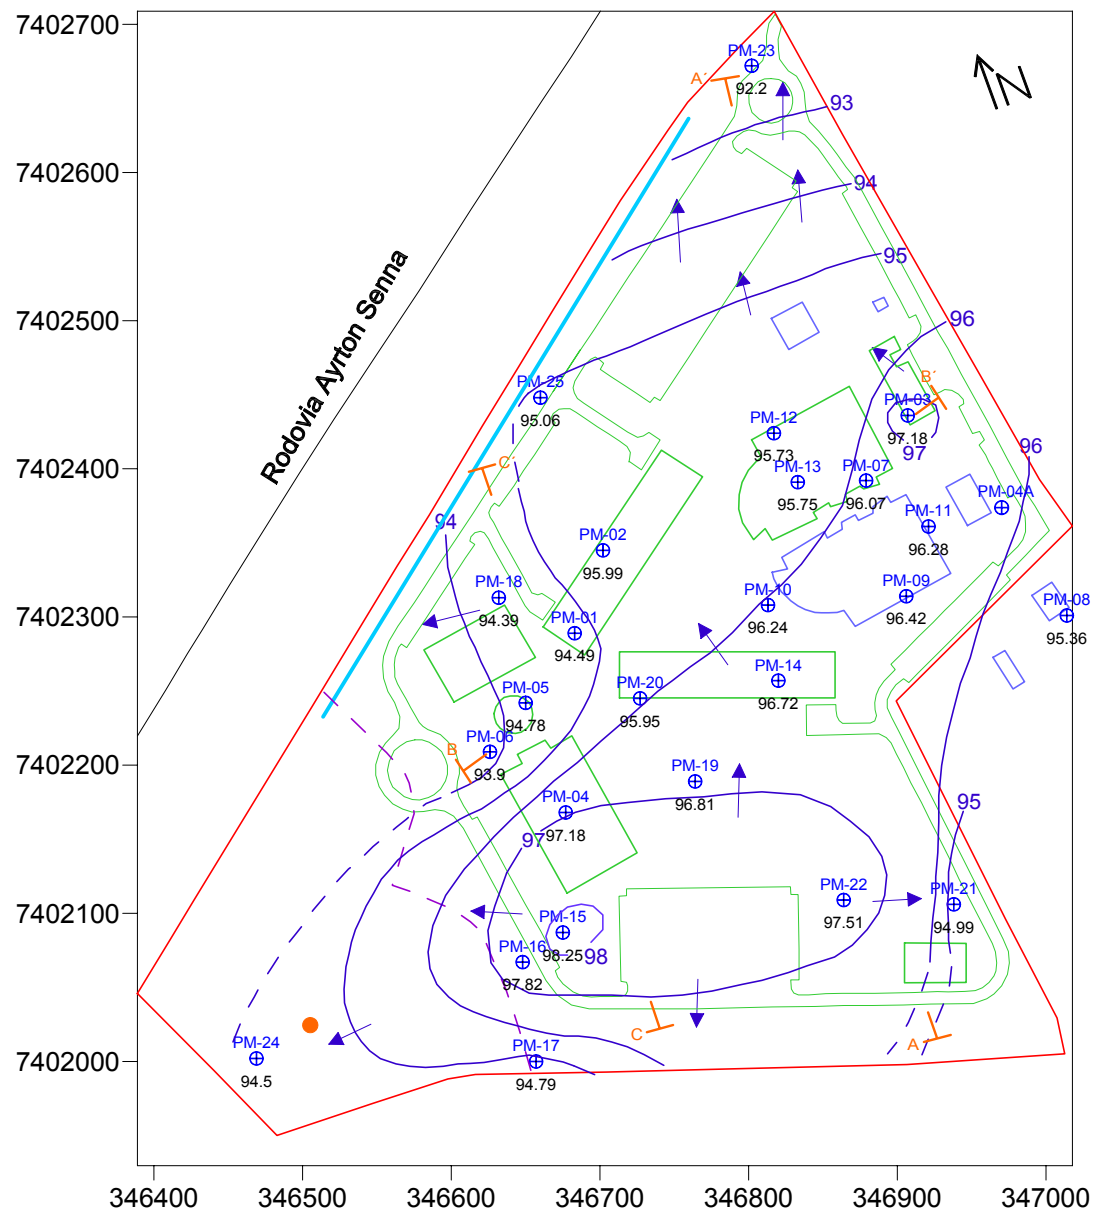 7402700
PM-23
A´
92.2
N
93
7402600
94
95
Rodovia Ayrton Senna
7402500
96
PM-25
95.06
B´
PM-03
97.18
97
PM-12
95.73
7402400
C´
PM-13
95.75
PM-07
96.07
96
PM-04A
94
PM-11
96.28
PM-02
95.99
PM-18
94.39
7402300
PM-01
94.49
PM-10
96.24
PM-09
96.42
PM-08
95.36
PM-14
96.72
PM-20
95.95
PM-05
94.78
PM-06
93.9
B
7402200
PM-19
96.81
PM-04
97.18
97
95
7402100
PM-22
97.51
PM-21
94.99
PM-15
98.25
98
PM-16
97.82
C
A
7402000
PM-24
94.5
PM-17
94.79
346400
346500
346600
346700
346800
346900
347000